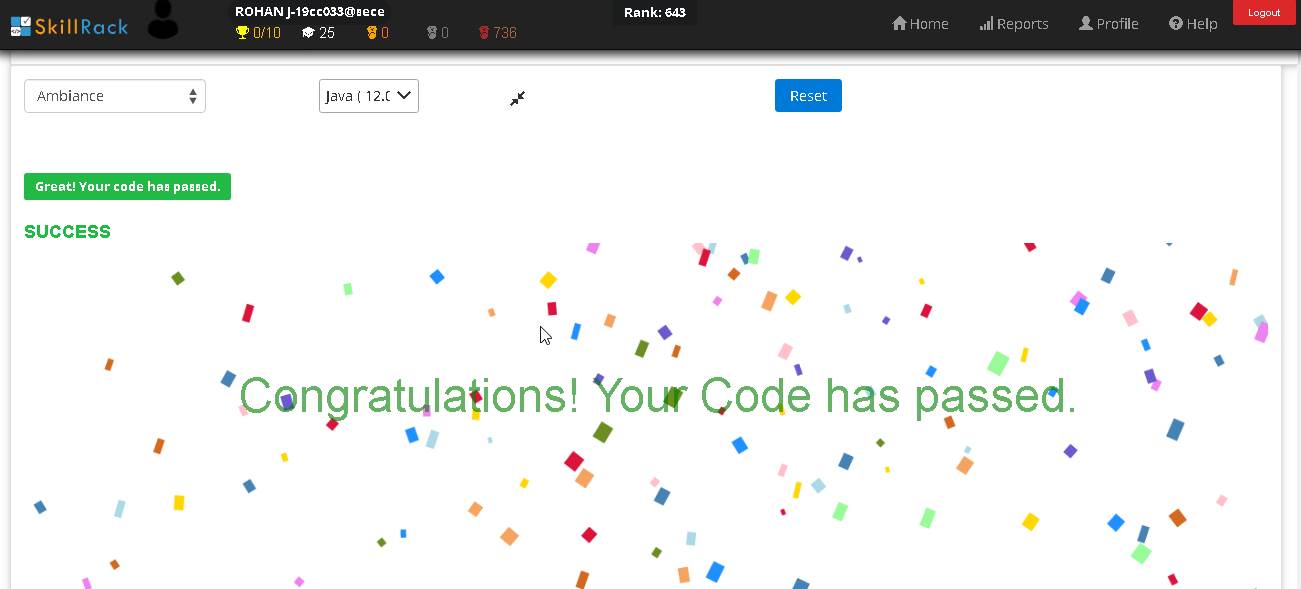 SkillRack
ROHAN J-19cc033@sece
0/10 25 0 0 736
Rank: 643
Home Reports Profile Help
Logout
Ambiance
Java ( 12.0
Reset
Great! Your code has passed.
SUCCESS
Congratulations! Your Code has passed.